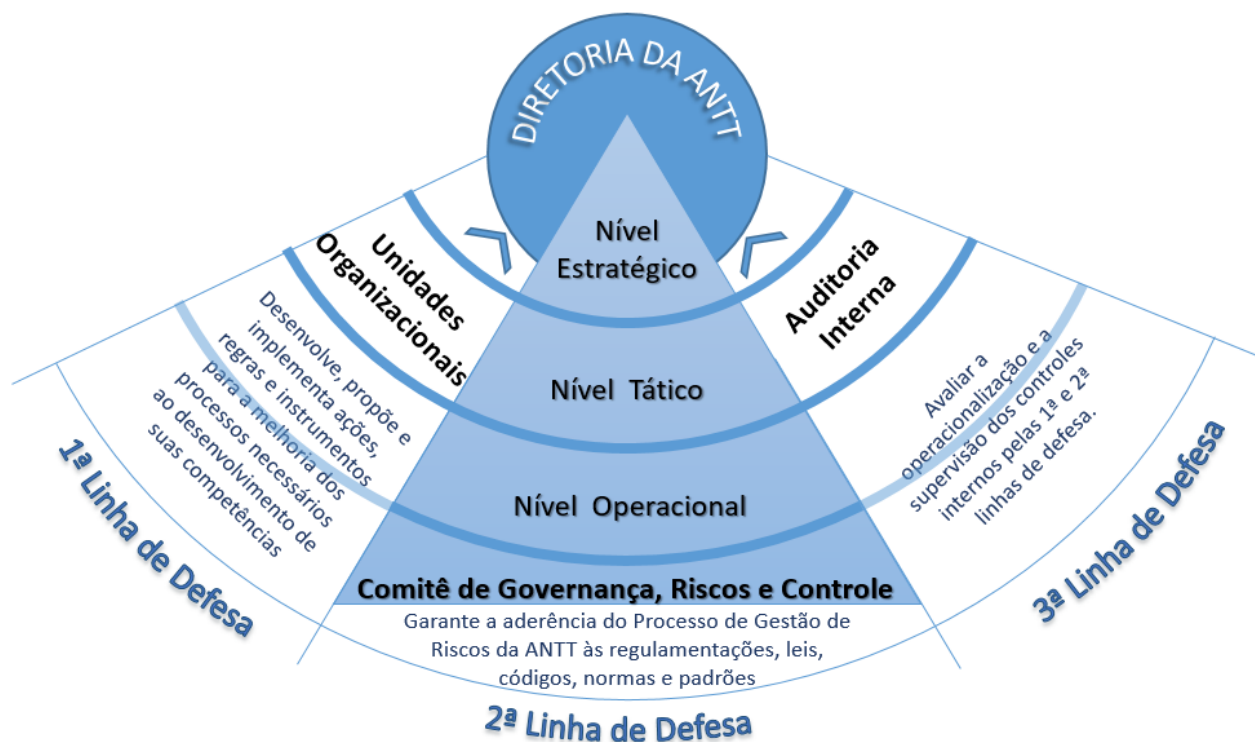 DIRETORIA DA ANTT
Nível
Estratégico
Nível Tático
Nível Operacional
Comitê de Governança, Riscos e Controle
Garante a aderência do Processo de Gestão de
Riscos da ANTT às regulamentações, leis,
códigos, normas e padrões
2ª Linha de Defesa
Unidades
Organizacionais
Desenvolve, propõe e
implementa ações,
regras e instrumentos
para a melhoria dos
processos necessários
ao desenvolvimento de
suas competências
1ª Linha de Defesa
Auditoria
Interna
Avaliar a
operacionalização e a
supervisão dos controles
internos pelas 1ª e 2ª
linhas de defesa.
3ª Linha de Defesa